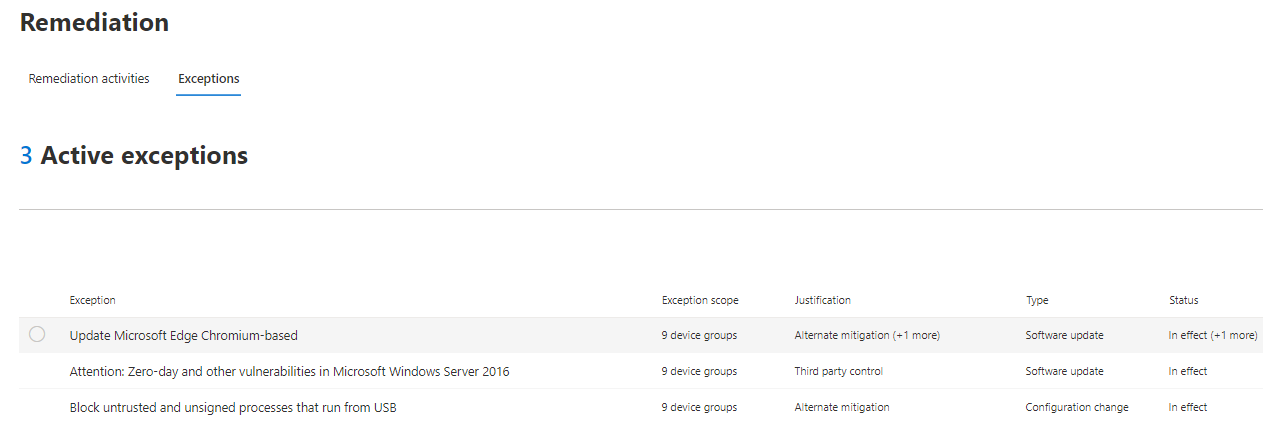 Remediation
Remediation activities Exceptions
3 Active exceptions
Exception Exception scope Justification Type Status
Update Microsoft Edge Chromium-based 9 device groups Alternate mitigation (+1 more) Software update In effect (+1 more)
Attention: Zero-day and other vulnerabilities in Microsoft Windows Server 2016 9 device groups Third party control Software update In effect
Block untrusted and unsigned processes that run from USB 9 device groups Alternate mitigation Configuration change In effect